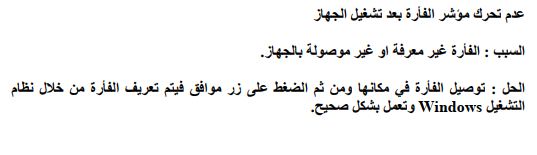 عدم تحرك مؤشر الفأرة بعد تشغيل الجهاز
السبب : الفأرة غير معرفة او غير موصولة بالجهاز.
الحل : توصيل الفأرة في مكانها ومن ثم الضغط على زر موافق فيتم تعريف الفأرة من خلال نظام
التشغيل Windows وتعمل بشكل صحيح.